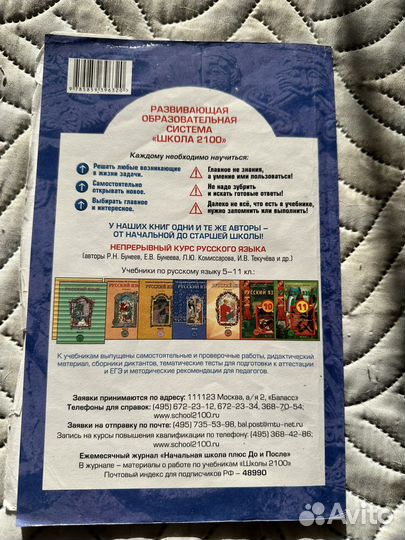 9 785859 396320 >
РАЗВИВАЮЩАЯ
ОБРАЗОВАТЕЛЬНАЯ
СИСТЕМА
«ШКОЛА 2100»
Каждому необходимо научиться:
Решать любые возникающие
в жизни задачи.
Главное не знания,
а умение ими пользоваться!
Самостоятельно
открывать новое.
Не надо зубрить
и искать готовые ответы!
Выбирать главное
и интересное.
Далеко не всё, что есть в учебнике,
нужно запомнить или выполнить!
У НАШИХ КНИГ ОДНИ И ТЕ ЖЕ АВТОРЫ –
ОТ НАЧАЛЬНОЙ ДО СТАРШЕЙ ШКОЛЫ!
НЕПРЕРЫВНЫЙ КУРС РУССКОГО ЯЗЫКА
(авторы Р.Н. Бунеев, Е.В. Бунеева, Л.Ю. Комиссарова, И.В. Текучёва и др.)
Учебники по русскому языку 5–11 кл.:
РУССКИЙ ЯЗЫК
10
11
К учебникам выпущены самостоятельные и проверочные работы, дидактический
материал, сборники диктантов, тематические тесты для подготовки к аттестации
и ЕГЭ и методические рекомендации для педагогов.
Заявки принимаются по адресу: 111123 Москва, а/я 2, «Баласс».
Телефоны для справок: (495) 672-23-12, 672-23-34, 368-70-54;
www.school2100.ru
Заявки на отправку по почте: (495) 735-53-98, bal.post@mtu-net.ru
Запись на курсы повышения квалификации по телефону: (495) 368-42-86;
www.school2100.ru
Ежемесячный журнал «Начальная школа плюс До и После».
В журнале – материалы о работе по учебникам «Школы 2100»
Почтовый индекс для подписчиков РФ – 48990
Avito